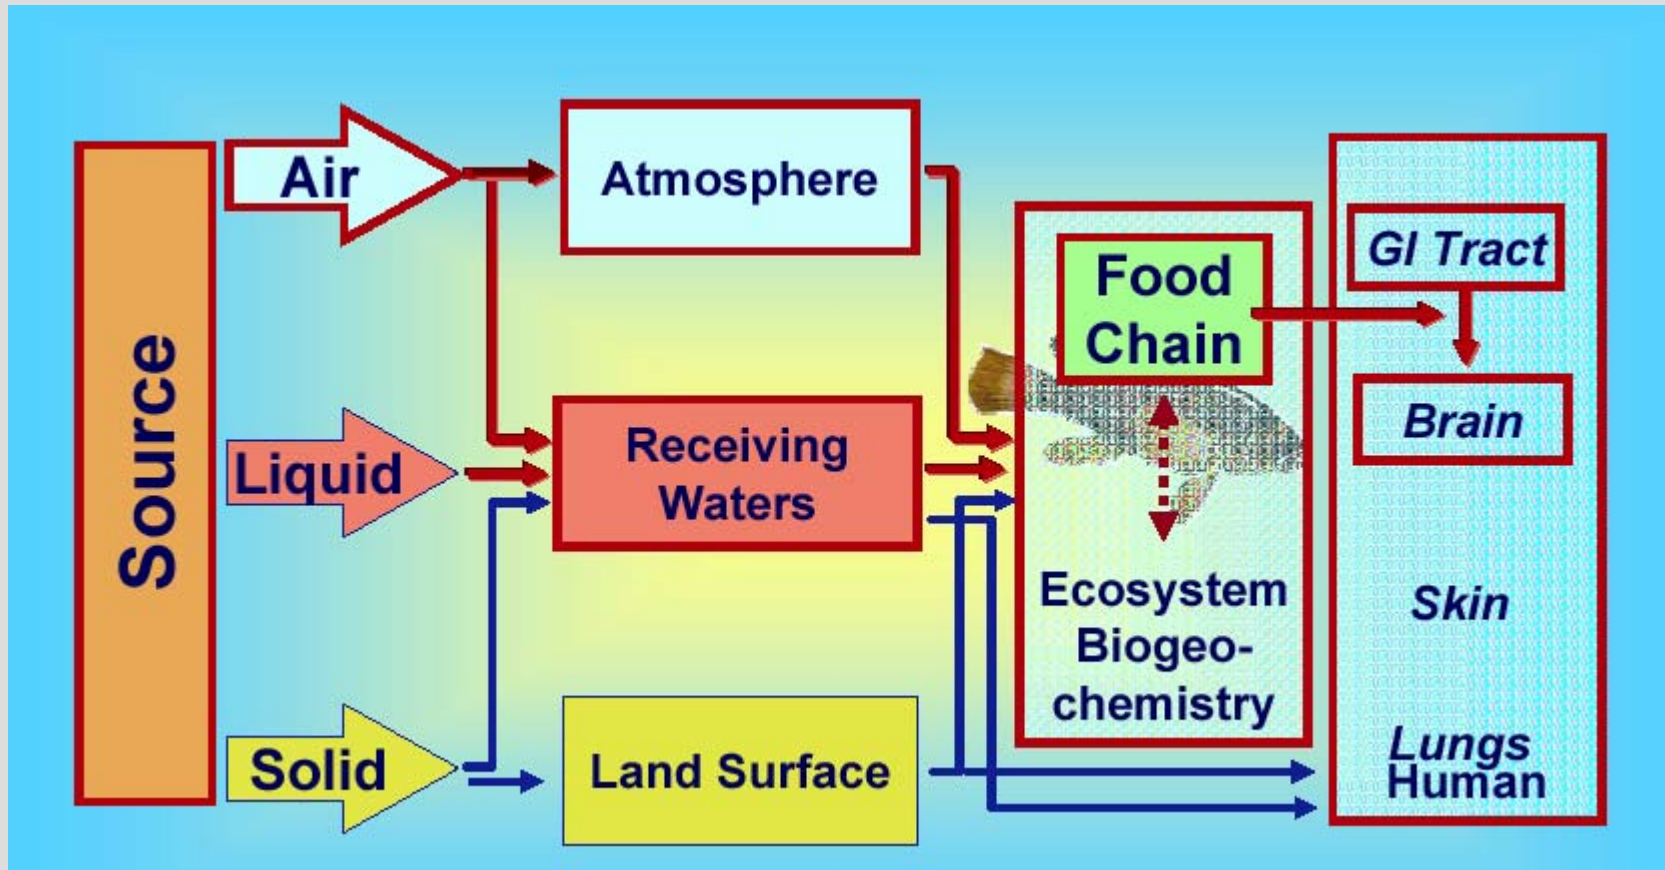 Source
Air
Liquid
Solid
Atmosphere
Receiving
Waters
Land Surface
Food
Chain
Ecosystem
Biogeo-
chemistry
GI Tract
Brain
Skin
Lungs
Human